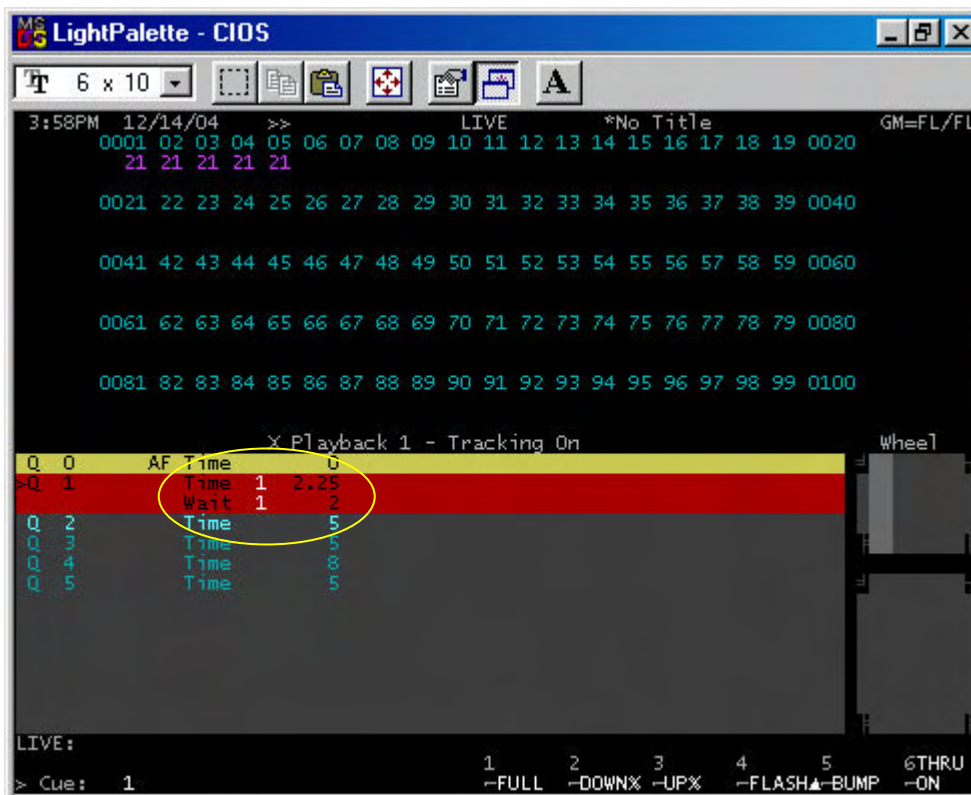 LightPalette - CIOS
6 x 10
A
3:58PM 12/14/04 >> LIVE *No Title GM=FL/FL
0001 02 03 04 05 06 07 08 09 10 11 12 13 14 15 16 17 18 19 0020
21 21 21 21 21
0021 22 23 24 25 26 27 28 29 30 31 32 33 34 35 36 37 38 39 0040
0041 42 43 44 45 46 47 48 49 50 51 52 53 54 55 56 57 58 59 0060
0061 62 63 64 65 66 67 68 69 70 71 72 73 74 75 76 77 78 79 0080
0081 82 83 84 85 86 87 88 89 90 91 92 93 94 95 96 97 98 99 0100
X Playback 1 - Tracking On Wheel
Q 0 AF Time 0
>Q 1 Time 1 2.25
Wait 1 2
Q 2 Time 5
Q 3 Time 5
Q 4 Time 8
Q 5 Time 5
LIVE:
1 2 3 4 5 6THRU
> Cue: 1 ⌐FULL ⌐DOWN% ⌐UP% ⌐FLASH▲⌐BUMP ⌐ON